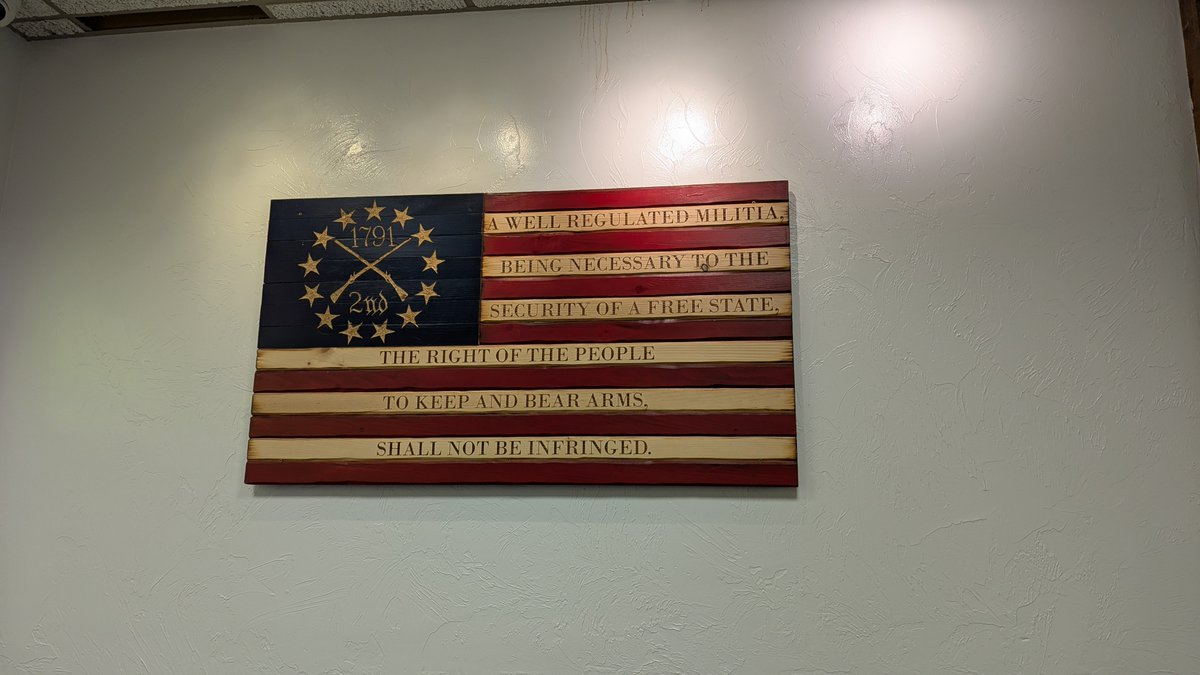 1791
2nd
A WELL REGULATED MILITIA,
BEING NECESSARY TO THE
SECURITY OF A FREE STATE,
THE RIGHT OF THE PEOPLE
TO KEEP AND BEAR ARMS,
SHALL NOT BE INFRINGED.